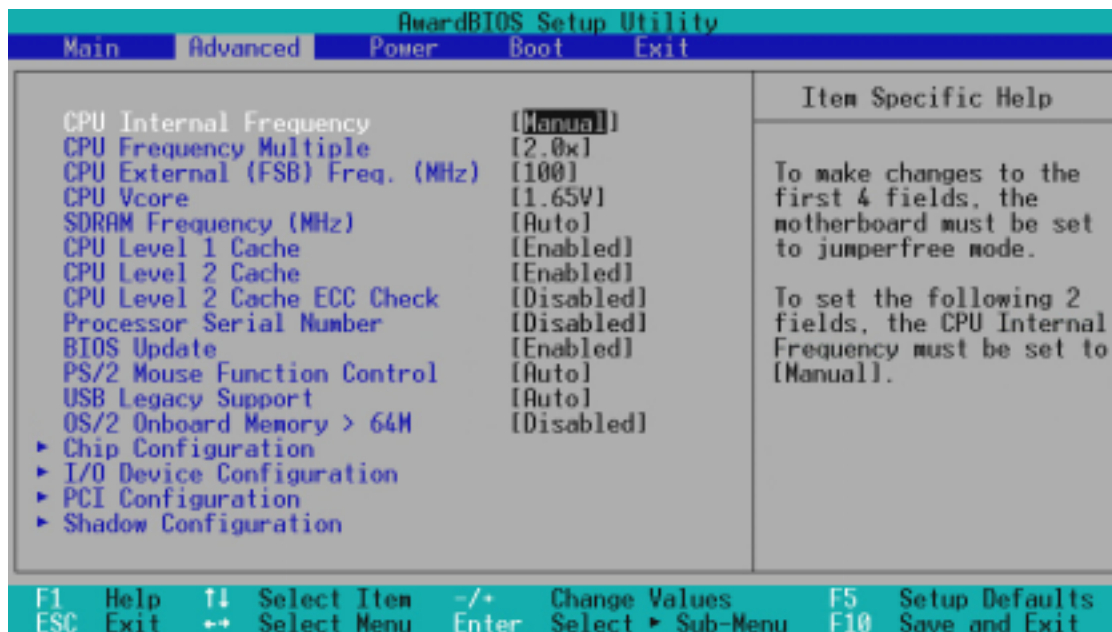 AwardBIOS Setup Utility
Main Advanced Power Boot Exit
Item Specific Help
CPU Internal Frequency [Manual]
CPU Frequency Multiple [2.0x]
CPU External (FSB) Freq. (MHz) [100]
CPU Vcore [1.65V]
SDRAM Frequency (MHz) [Auto]
CPU Level 1 Cache [Enabled]
CPU Level 2 Cache [Enabled]
CPU Level 2 Cache ECC Check [Disabled]
Processor Serial Number [Disabled]
BIOS Update [Enabled]
PS/2 Mouse Function Control [Auto]
USB Legacy Support [Auto]
OS/2 Onboard Memory > 64M [Disabled]
► Chip Configuration
► I/O Device Configuration
► PCI Configuration
► Shadow Configuration
To make changes to the
first 4 fields, the
motherboard must be set
to jumperfree mode.
To set the following 2
fields, the CPU Internal
Frequency must be set to
[Manual].
F1 Help ↑↓ Select Item -/+ Change Values F5 Setup Defaults
ESC Exit ←→ Select Menu Enter Select ► Sub-Menu F10 Save and Exit